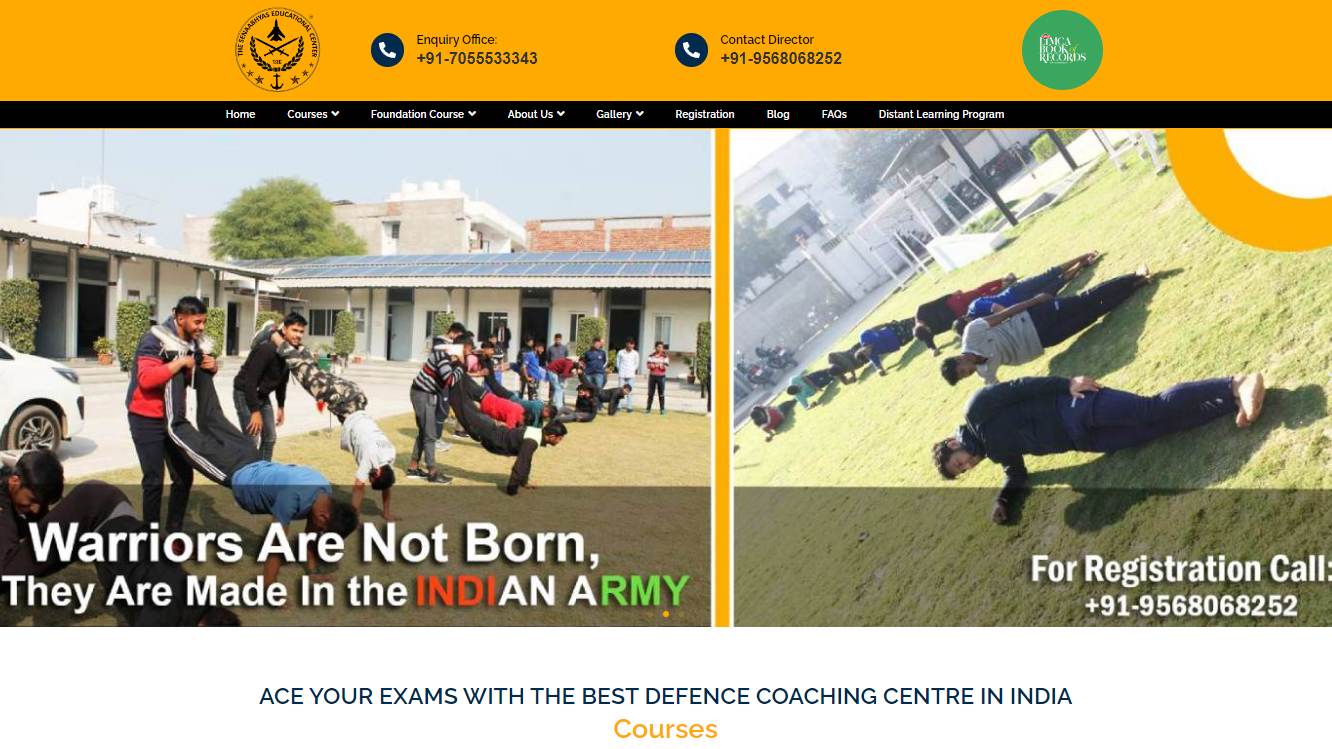 THE SENAABHYAS EDUCATIONAL CENTER
Enquiry Office:
+91-7055533343
Contact Director
+91-9568068252
LIMCA
BOOK of
RECORDS
Home
Courses
Foundation Course
About Us
Gallery
Registration
Blog
FAQs
Distant Learning Program
Warriors Are Not Born,
They Are Made In the INDIAN ARMY
For Registration Call:
+91-9568068252
ACE YOUR EXAMS WITH THE BEST DEFENCE COACHING CENTRE IN INDIA
Courses